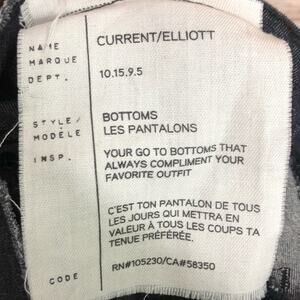 NAME
MARQUE
DEPT.
CURRENT/ELLIOTT
10.15.9.5
STYLE/
MODÈLE
INSP.
BOTTOMS
LES PANTALONS
YOUR GO TO BOTTOMS THAT
ALWAYS COMPLIMENT YOUR
FAVORITE OUTFIT
C'EST TON PANTALON DE TOUS
LES JOURS QUI METTRA EN
VALEUR À TOUS LES COUPS TA
TENUE PRÉFÉRÉE.
CODE
RN#105230/CA#58350